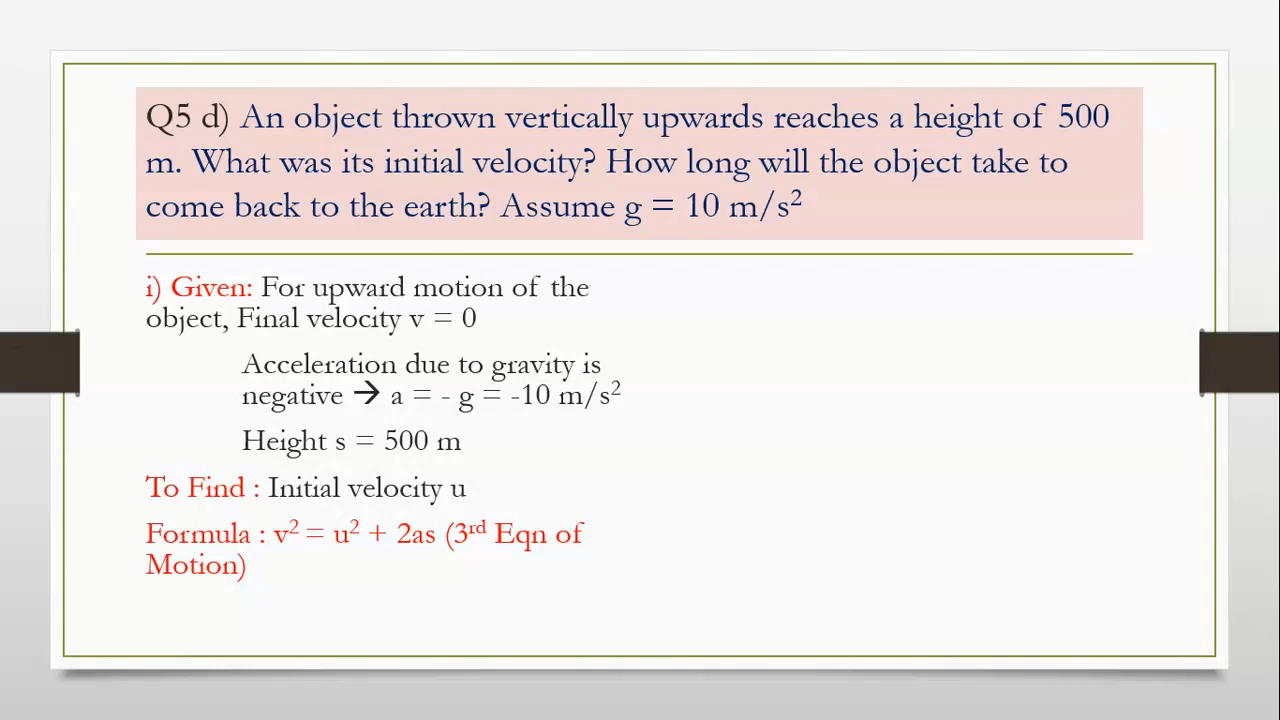 Q5 d) An object thrown vertically upwards reaches a height of 500
m. What was its initial velocity? How long will the object take to
come back to the earth? Assume g = 10 m/s²
i) Given: For upward motion of the
object, Final velocity v = 0
Acceleration due to gravity is
negative → a = - g = -10 m/s²
Height s = 500 m
To Find : Initial velocity u
Formula : v² = u² + 2as (3rd Eqn of
Motion)